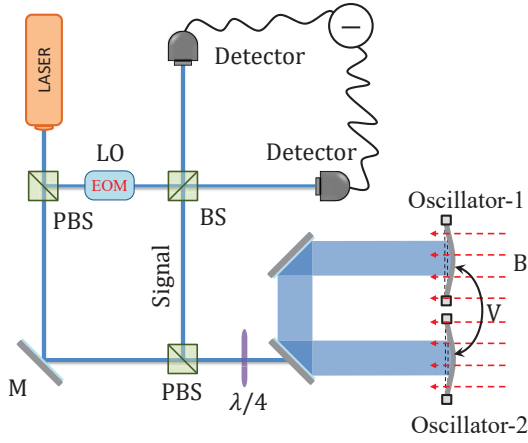 LASER
Detector
Detector
LO
EOM
PBS
BS
Signal
M
PBS
λ/4
Oscillator-1
B
V
Oscillator-2